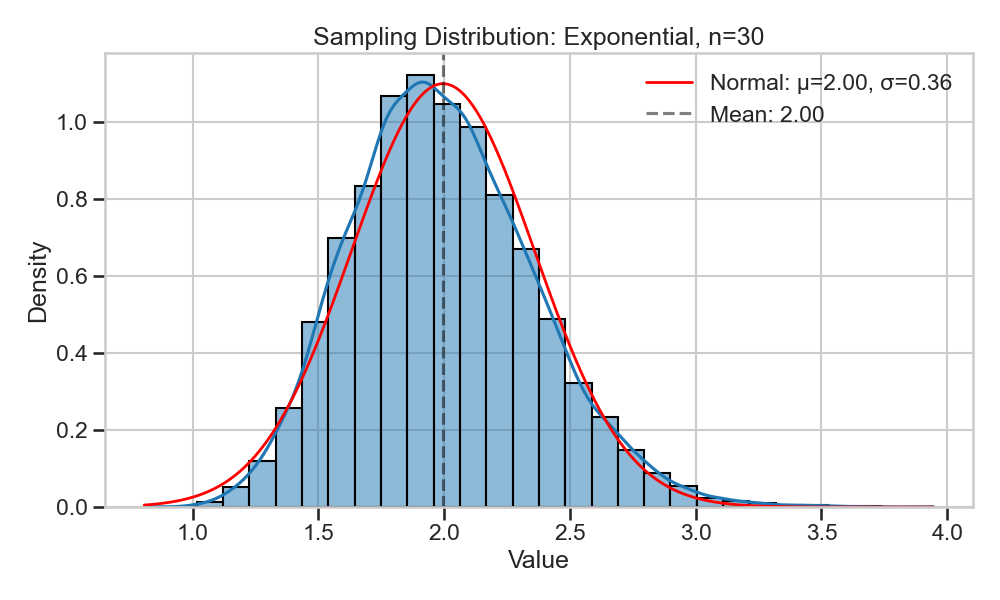 Sampling Distribution: Exponential, n=30
Normal: μ=2.00, σ=0.36
Mean: 2.00
Density
1.0
0.8
0.6
0.4
0.2
0.0
1.0 1.5 2.0 2.5 3.0 3.5 4.0
Value